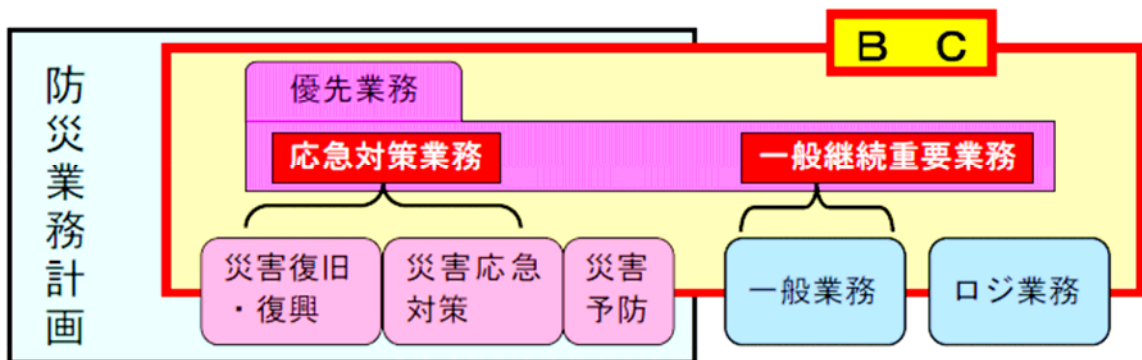 防災業務計画
B C
優先業務
応急対策業務
一般継続重要業務
災害復旧
・復興
災害応急
対策
災害
予防
一般業務
ロジ業務